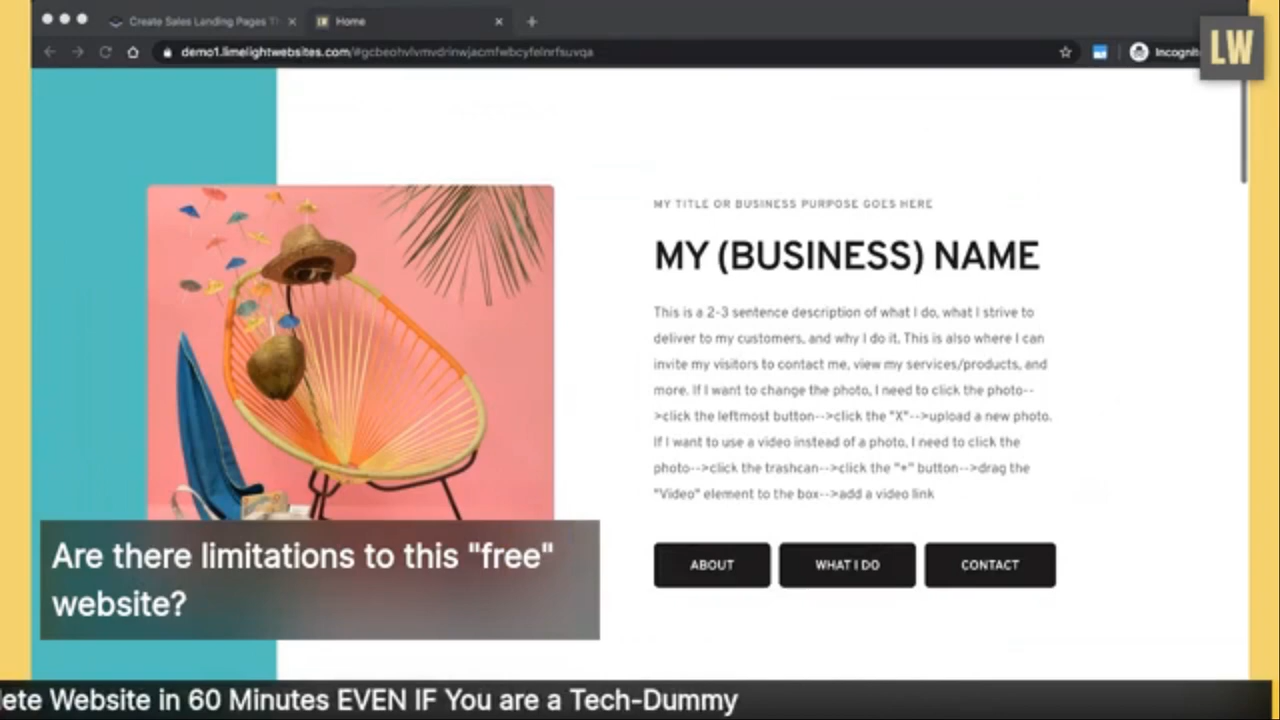 Create Sales Landing Pages
Home
demo1.limelightwebsites.com/#gcbeohvlvmvdrinwjacmfwbcyfelnrfsuvqa
Incognit
LW
MY TITLE OR BUSINESS PURPOSE GOES HERE
MY (BUSINESS) NAME
This is a 2-3 sentence description of what I do, what I strive to
deliver to my customers, and why I do it. This is also where I can
invite my visitors to contact me, view my services/products, and
more. If I want to change the photo, I need to click the photo--
>click the leftmost button-->click the "X"-->upload a new photo.
If I want to use a video instead of a photo, I need to click the
photo-->click the trashcan-->click the "+" button-->drag the
"Video" element to the box-->add a video link
ABOUT
WHAT I DO
CONTACT
Are there limitations to this "free"
website?
lete Website in 60 Minutes EVEN IF You are a Tech-Dummy